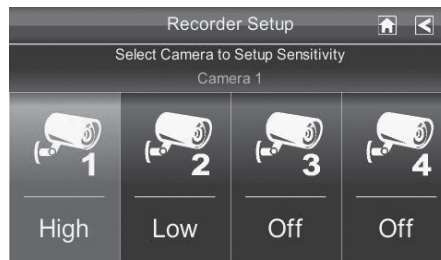 Recorder Setup
Select Camera to Setup Sensitivity
Camera 1
1 2 3 4
High Low Off Off